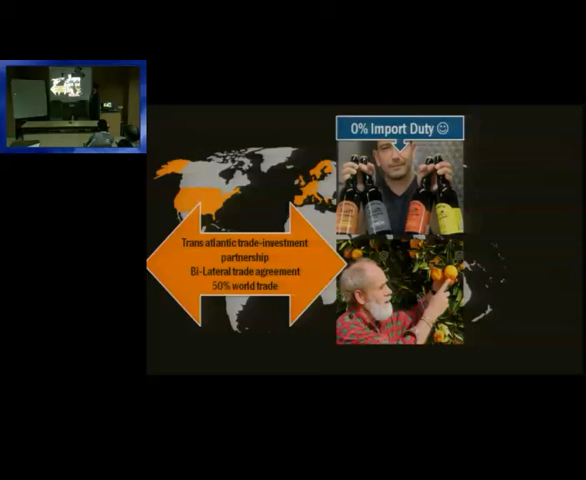 0% Import Duty ☺
Trans atlantic trade-investment
partnership
Bi-Lateral trade agreement
50% world trade